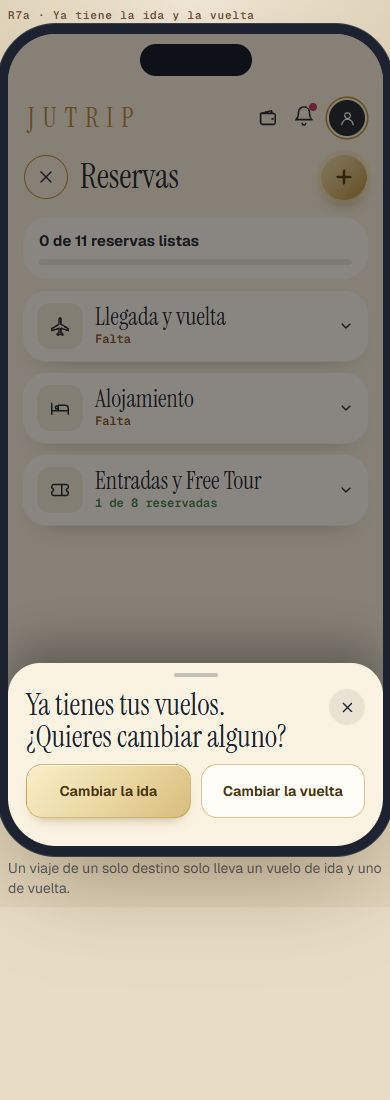 R7a · Ya tiene la ida y la vuelta
JUTRIP
Reservas
0 de 11 reservas listas
Llegada y vuelta
Falta
Alojamiento
Falta
Entradas y Free Tour
1 de 8 reservadas
Ya tienes tus vuelos.
¿Quieres cambiar alguno?
Cambiar la ida
Cambiar la vuelta
Un viaje de un solo destino solo lleva un vuelo de ida y uno
de vuelta.